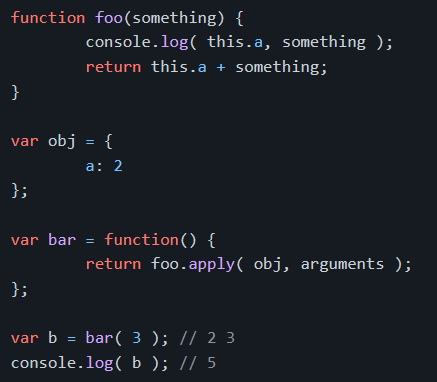 function foo(something) {
        console.log( this.a, something );
        return this.a + something;
}

var obj = {
        a: 2
};

var bar = function() {
        return foo.apply( obj, arguments );
};

var b = bar( 3 ); // 2 3
console.log( b ); // 5